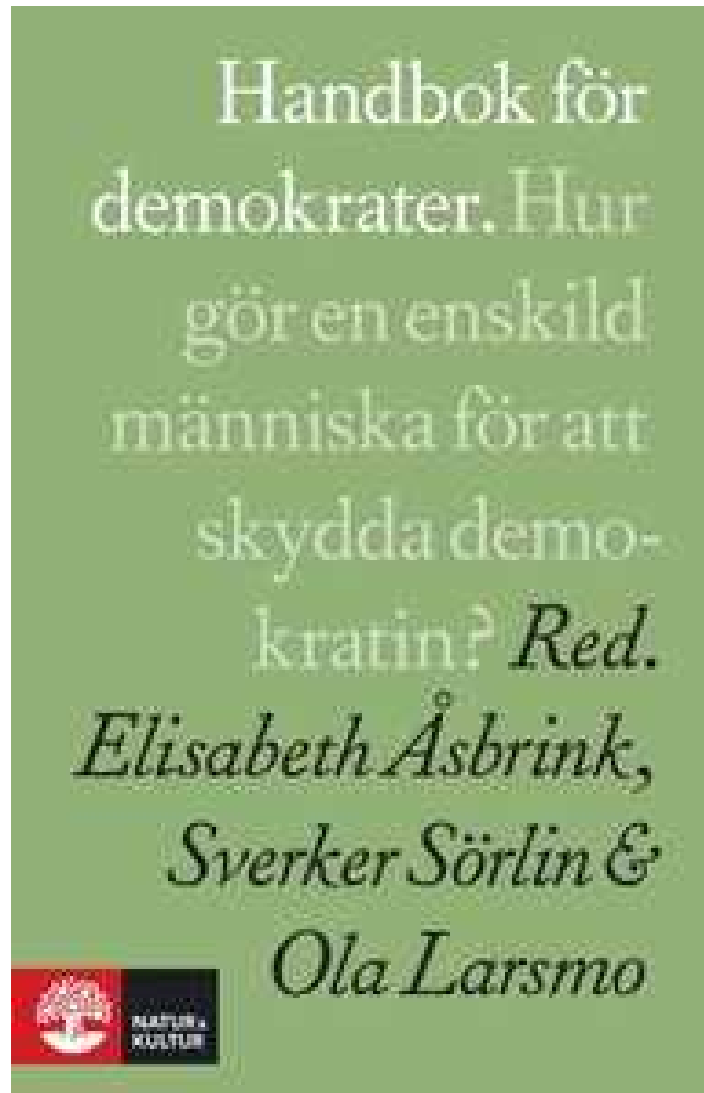 Handbok för
demokrater. Hur
gör en enskild
människa för att
skydda demo-
kratin? Red.
Elisabeth Åsbrink,
Sverker Sörlin &
Ola Larsmo
NATUR &
KULTUR